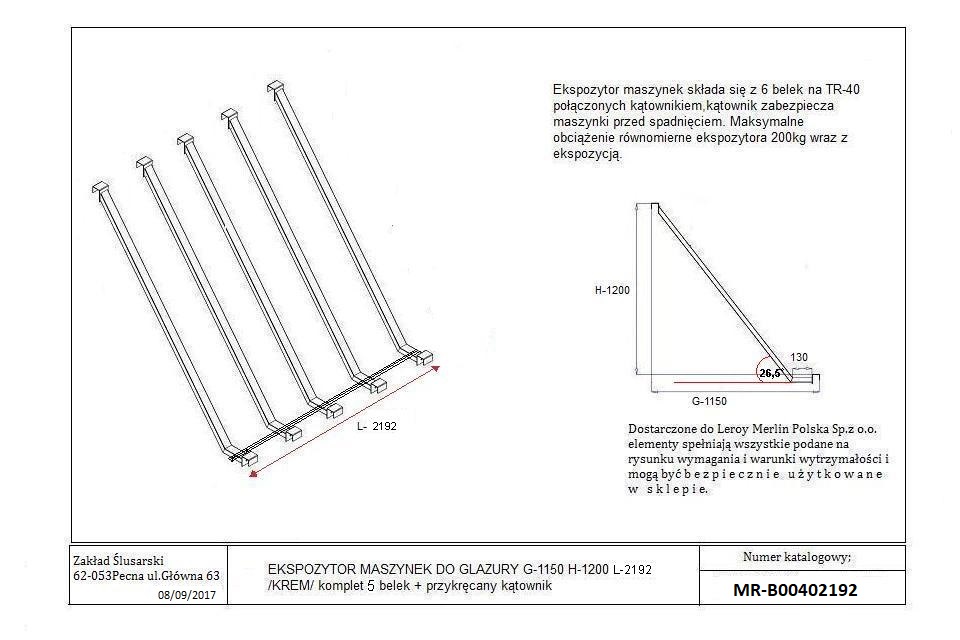 Ekspozytor maszynek składa się z 6 belek na TR-40
połączonych kątownikiem,kątownik zabezpiecza
maszynki przed spadnięciem. Maksymalne
obciążenie równomierne ekspozytora 200kg wraz z
ekspozycją.
H-1200
130
26,5°
G-1150
L- 2192
Dostarczone do Leroy Merlin Polska Sp.z o.o.
elementy spełniają wszystkie podane na
rysunku wymagania i warunki wytrzymałości i
mogą być b e z p i e c z n i e u ż y t k o w a n e
w s k l e p i e.
Zakład Ślusarski
62-053Pecna ul.Główna 63
08/09/2017
EKSPOZYTOR MASZYNEK DO GLAZURY G-1150 H-1200 L-2192
/KREM/ komplet 5 belek + przykręcany kątownik
Numer katalogowy;
MR-B00402192